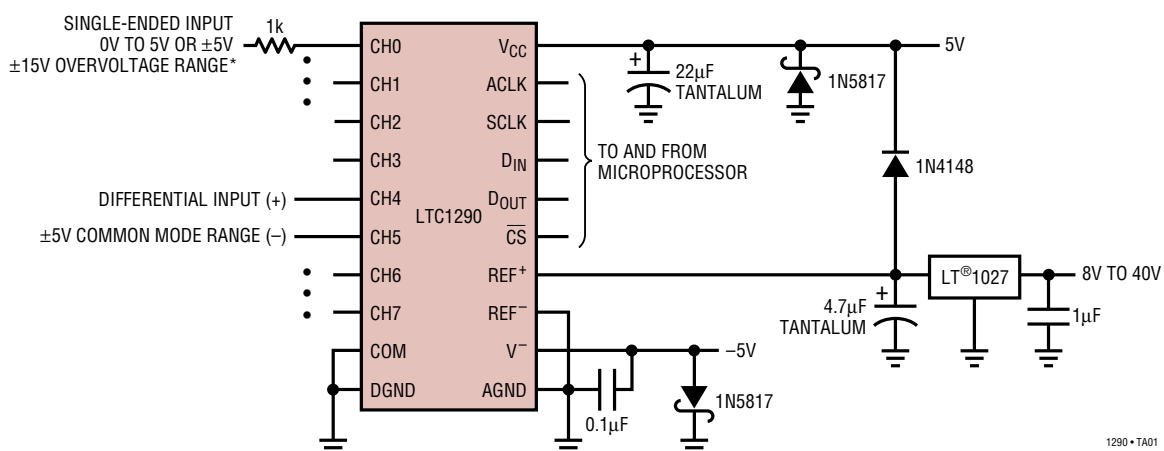 SINGLE-ENDED INPUT
0V TO 5V OR ±5V
±15V OVERVOLTAGE RANGE*
1k
DIFFERENTIAL INPUT (+)
±5V COMMON MODE RANGE (–)
CH0
CH1
CH2
CH3
CH4
CH5
CH6
CH7
COM
DGND
LTC1290
VCC
ACLK
SCLK
DIN
DOUT
CS
REF+
REF–
V–
AGND
+
22µF
TANTALUM
1N5817
5V
TO AND FROM
MICROPROCESSOR
1N4148
LT®1027
8V TO 40V
+
4.7µF
TANTALUM
1µF
–5V
0.1µF
1N5817
1290 • TA01